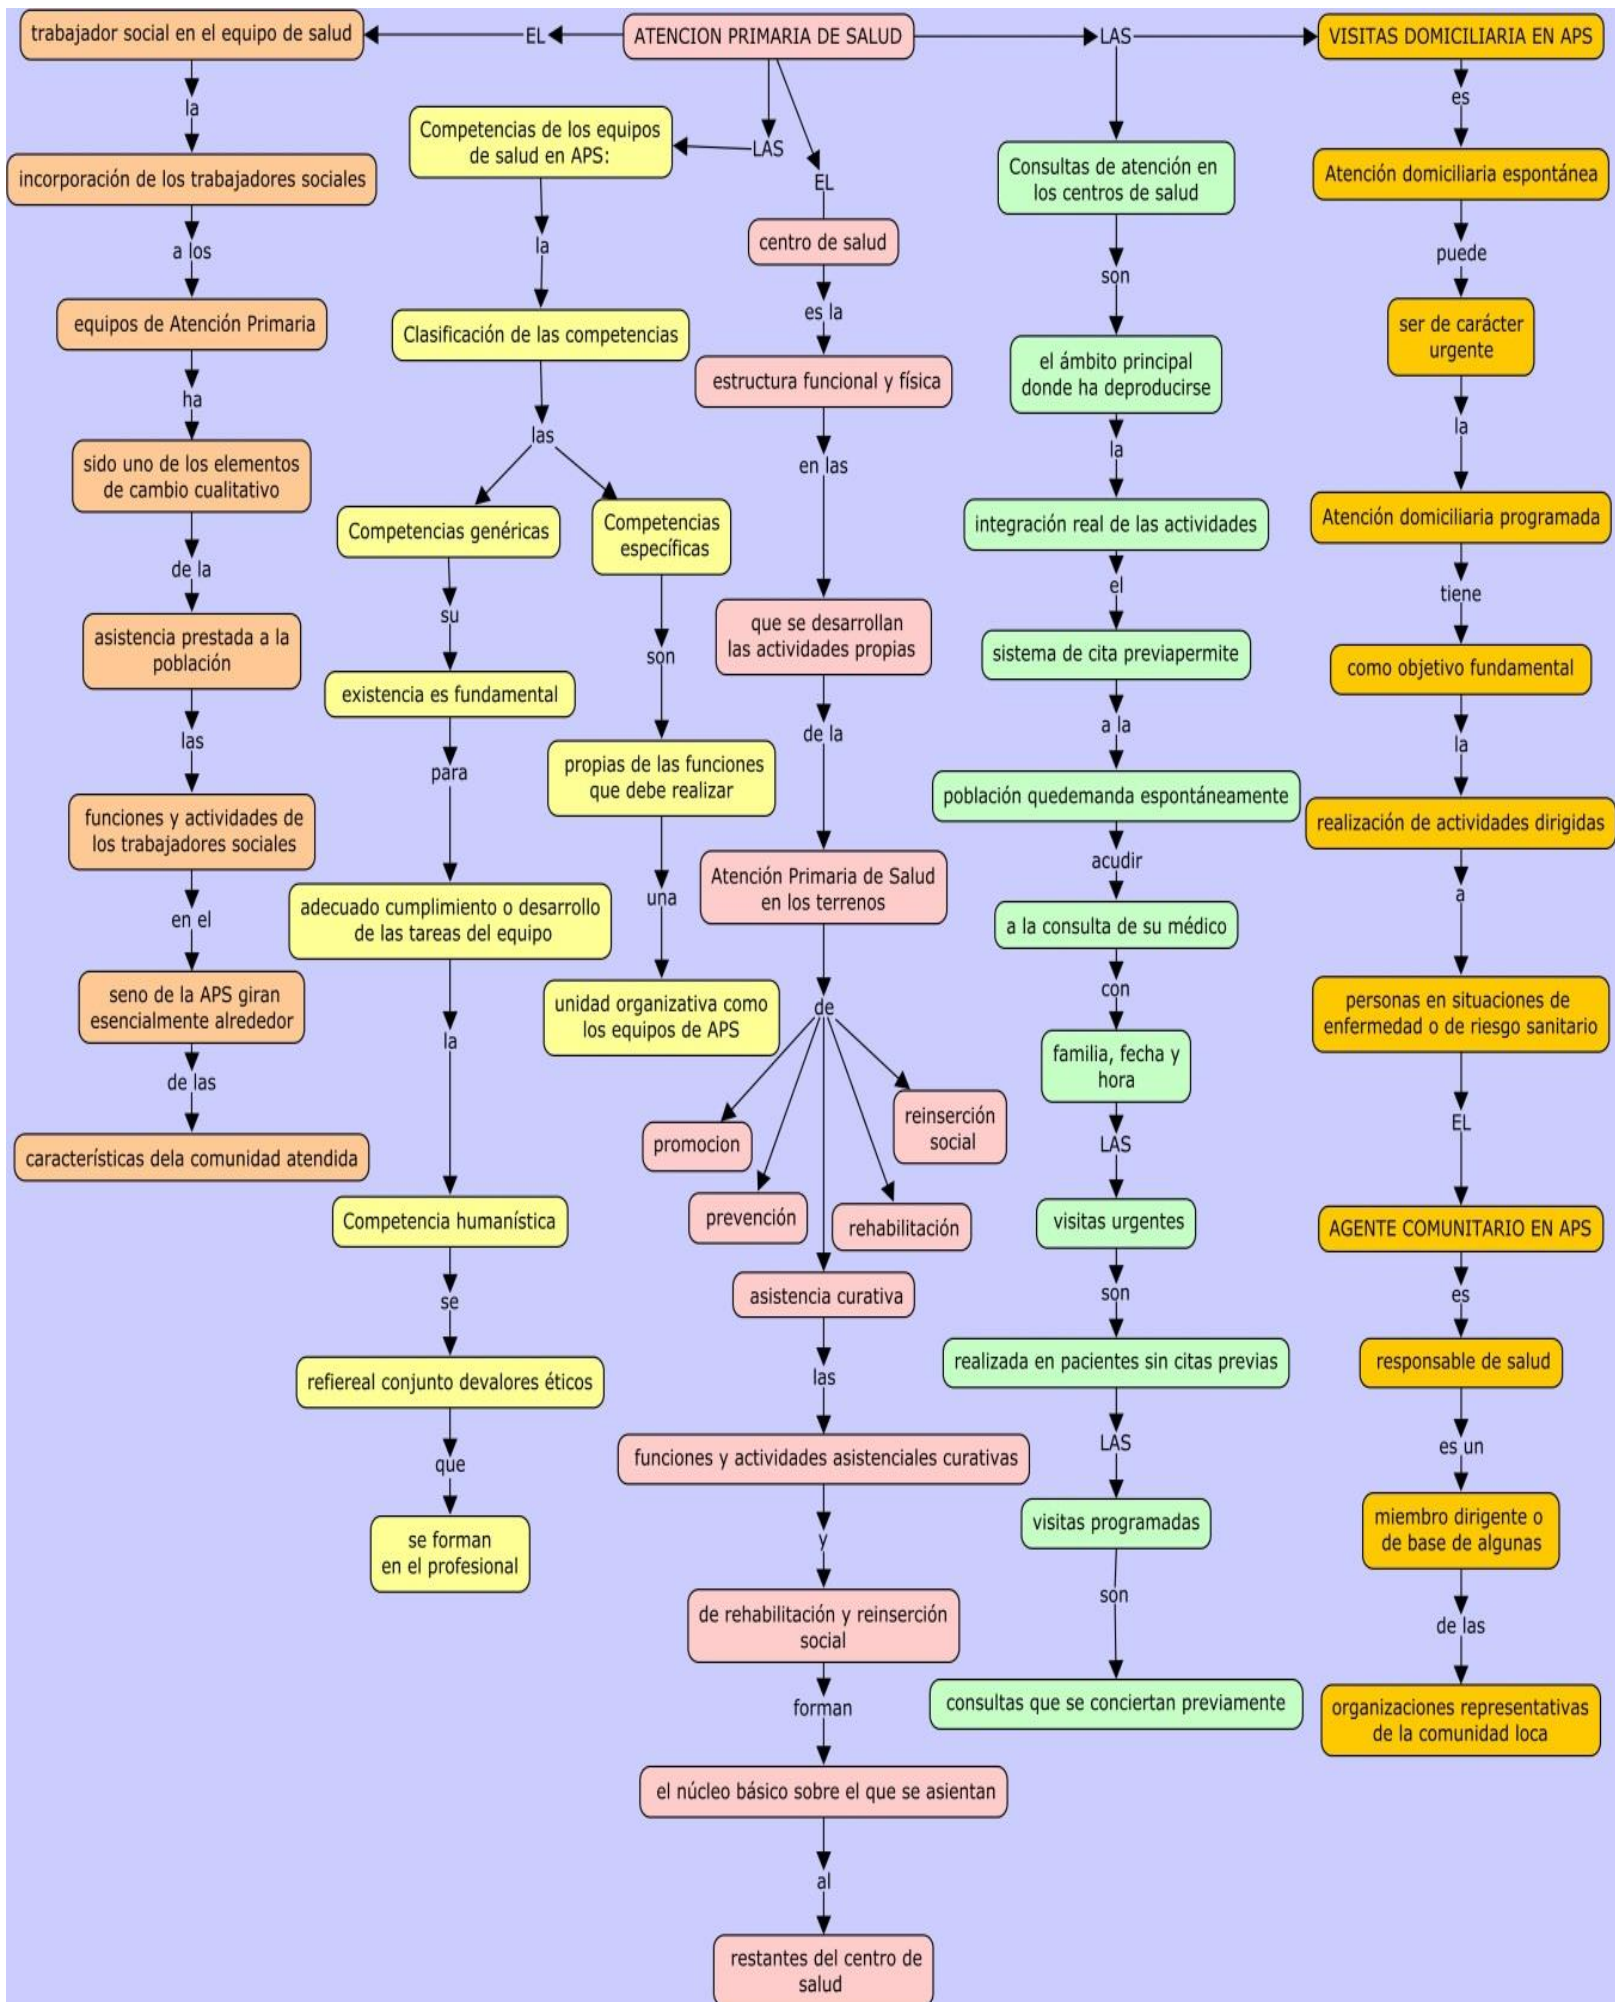 trabajador social en el equipo de salud
EL
ATENCION PRIMARIA DE SALUD
LAS
VISITAS DOMICILIARIA EN APS
la
incorporación de los trabajadores sociales
a los
equipos de Atención Primaria
ha
sido uno de los elementos
de cambio cualitativo
de la
asistencia prestada a la
población
las
funciones y actividades de
los trabajadores sociales
en el
seno de la APS giran
esencialmente alrededor
de las
características dela comunidad atendida
LAS
Competencias de los equipos
de salud en APS:
la
Clasificación de las competencias
las
Competencias genéricas
su
existencia es fundamental
para
adecuado cumplimiento o desarrollo
de las tareas del equipo
la
Competencia humanística
se
refiereal conjunto devalores éticos
que
se forman
en el profesional
Competencias
específicas
son
propias de las funciones
que debe realizar
una
unidad organizativa como
los equipos de APS
EL
centro de salud
es la
estructura funcional y física
en las
que se desarrollan
las actividades propias
de la
Atención Primaria de Salud
en los terrenos
de
promocion
prevención
reinserción
social
rehabilitación
asistencia curativa
las
funciones y actividades asistenciales curativas
y
de rehabilitación y reinserción
social
forman
el núcleo básico sobre el que se asientan
al
restantes del centro de
salud
Consultas de atención en
los centros de salud
son
el ámbito principal
donde ha deproducirse
la
integración real de las actividades
el
sistema de cita previapermite
a la
población quedemanda espontáneamente
acudir
a la consulta de su médico
con
familia, fecha y
hora
LAS
visitas urgentes
son
realizada en pacientes sin citas previas
LAS
visitas programadas
son
consultas que se conciertan previamente
es
Atención domiciliaria espontánea
puede
ser de carácter
urgente
la
Atención domiciliaria programada
tiene
como objetivo fundamental
la
realización de actividades dirigidas
a
personas en situaciones de
enfermedad o de riesgo sanitario
EL
AGENTE COMUNITARIO EN APS
es
responsable de salud
es un
miembro dirigente o
de base de algunas
de las
organizaciones representativas
de la comunidad loca